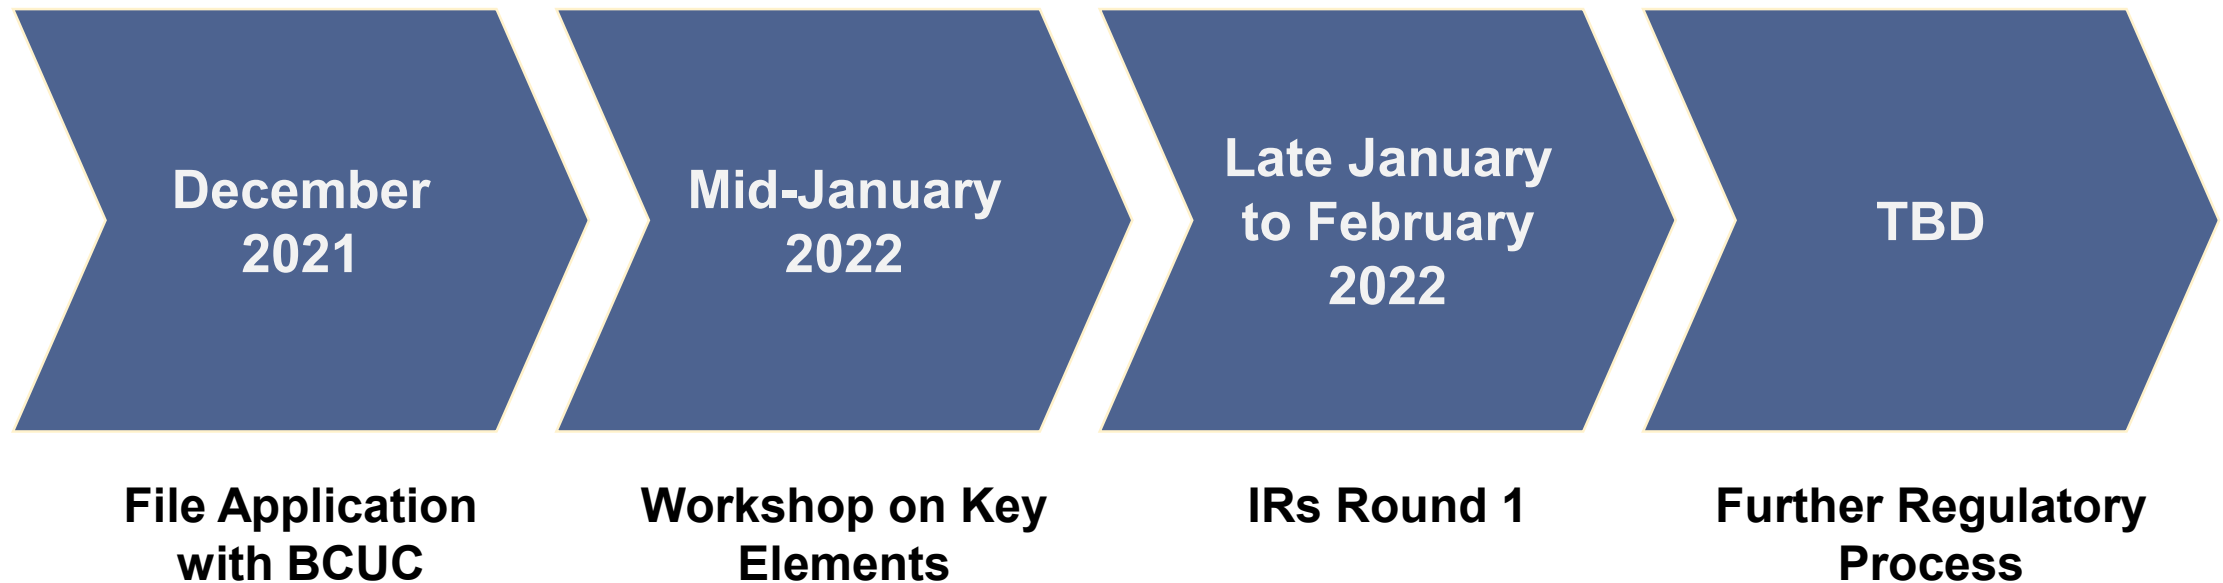 December
2021
Mid-January
2022
Late January
to February
2022
TBD
File Application
with BCUC
Workshop on Key
Elements
IRs Round 1
Further Regulatory
Process